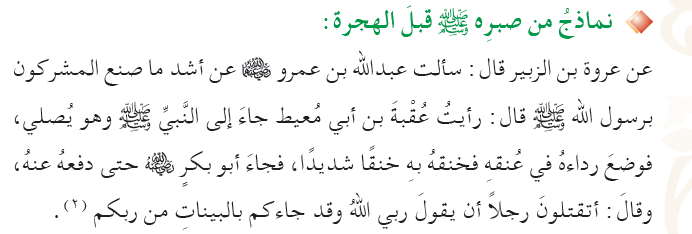 نماذجُ من صبرِه ﷺ قبلَ الهجرة:
عن عروة بن الزبير قال: سألت عبدالله بن عمرو ﵁ عن أشد ما صنع المشركون
برسول الله ﷺ قال: رأيتُ عُقْبةَ بن أبي مُعيط جاءَ إلى النَّبيِّ ﷺ وهو يُصلي،
فوضعَ رداءهُ في عُنقهِ فخنقهُ بهِ خنقًا شديدًا، فجاءَ أبو بكرٍ ﵁ حتى دفعهُ عنهُ،
وقالَ: أتقتلونَ رجلاً أن يقولَ ربي اللهُ وقد جاءكم بالبيناتِ من ربكم (٢).